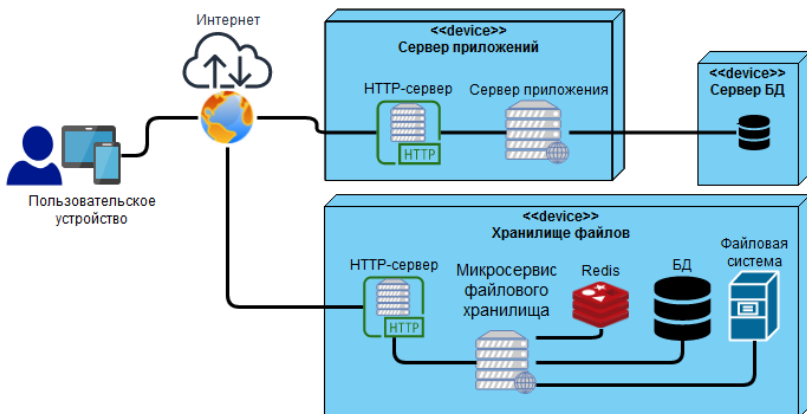 Интернет
<<device>>
Сервер приложений
HTTP-сервер
Сервер приложения
HTTP
<<device>>
Сервер БД
Пользовательское
устройство
<<device>>
Хранилище файлов
HTTP-сервер
HTTP
Микросервис
файлового
хранилища
Redis
БД
Файловая
система